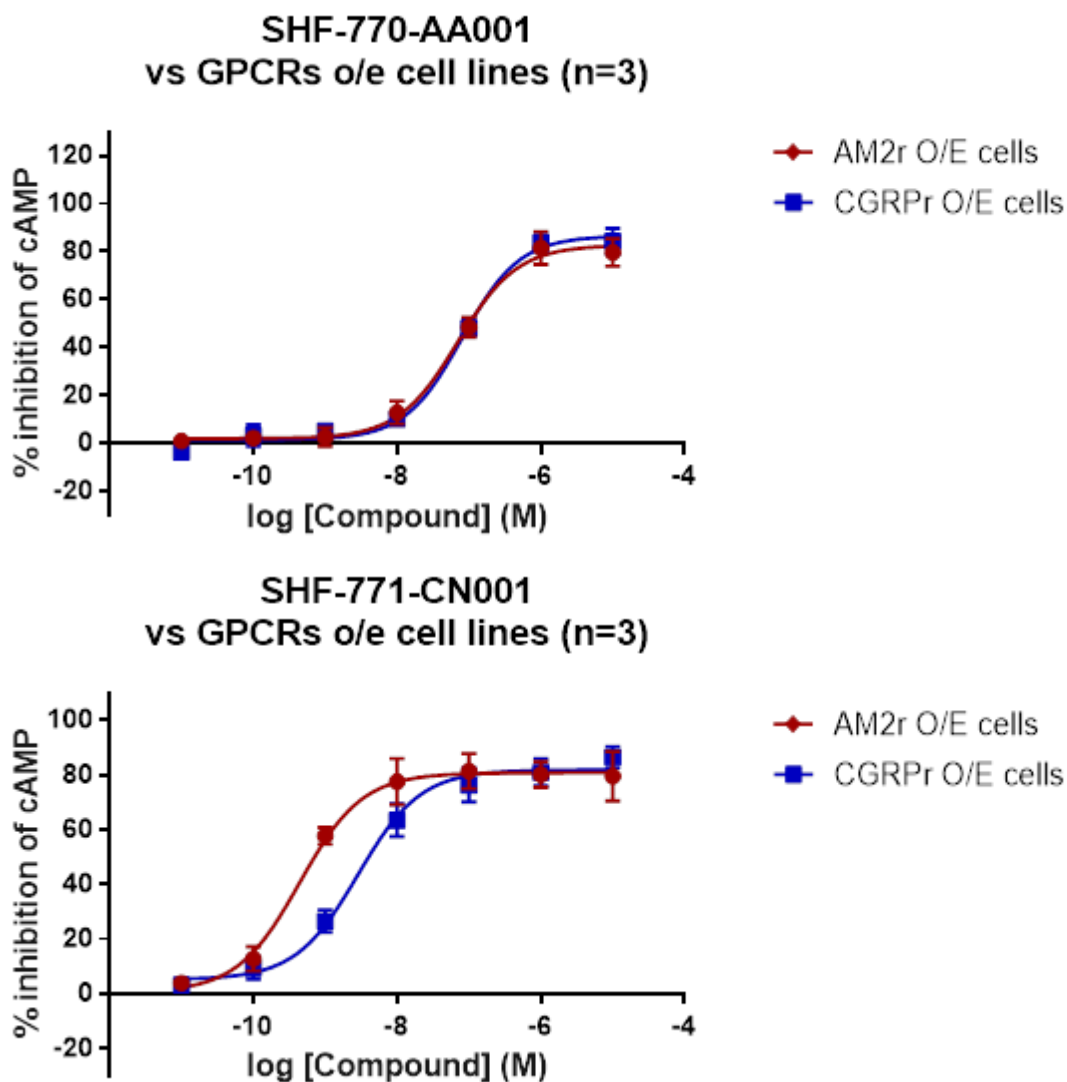 SHF-770-AA001
vs GPCRs o/e cell lines (n=3)
% inhibition of cAMP
120
100
80
60
40
20
0
-20
-10
-8
-6
-4
log [Compound] (M)
AM2r O/E cells
CGRPr O/E cells
SHF-771-CN001
vs GPCRs o/e cell lines (n=3)
% inhibition of cAMP
100
80
60
40
20
0
-20
-10
-8
-6
-4
log [Compound] (M)
AM2r O/E cells
CGRPr O/E cells